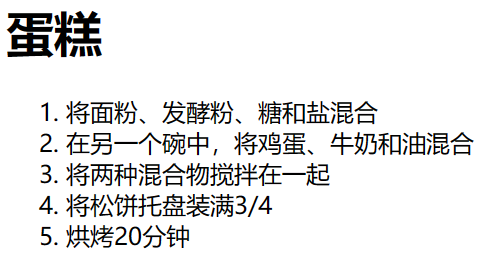 蛋糕
1. 将面粉、发酵粉、糖和盐混合
2. 在另一个碗中，将鸡蛋、牛奶和油混合
3. 将两种混合物搅拌在一起
4. 将松饼托盘装满3/4
5. 烘烤20分钟